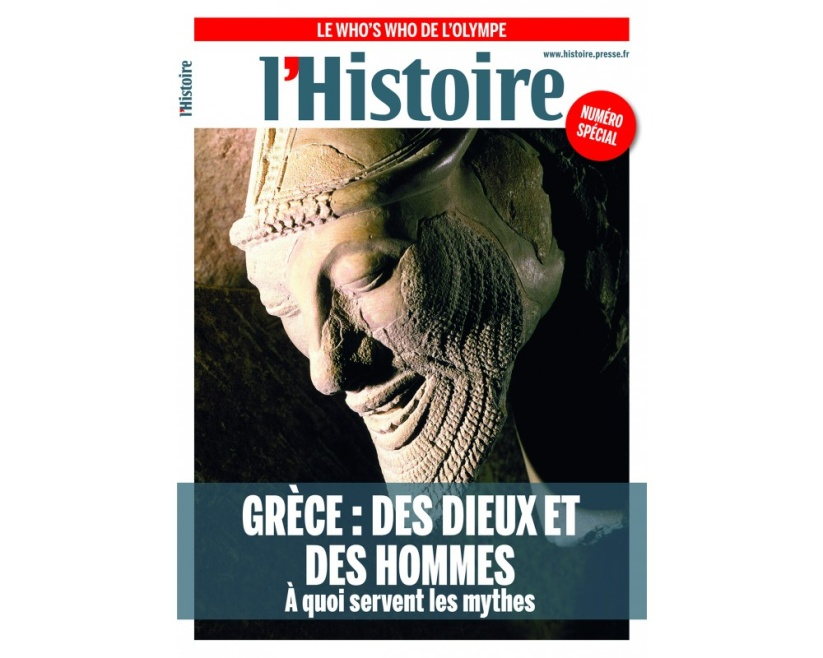 LE WHO'S WHO DE L'OLYMPE
www.histoire.presse.fr
l'Histoire
l'Histoire
NUMÉRO
SPÉCIAL
GRÈCE : DES DIEUX ET
DES HOMMES
À quoi servent les mythes